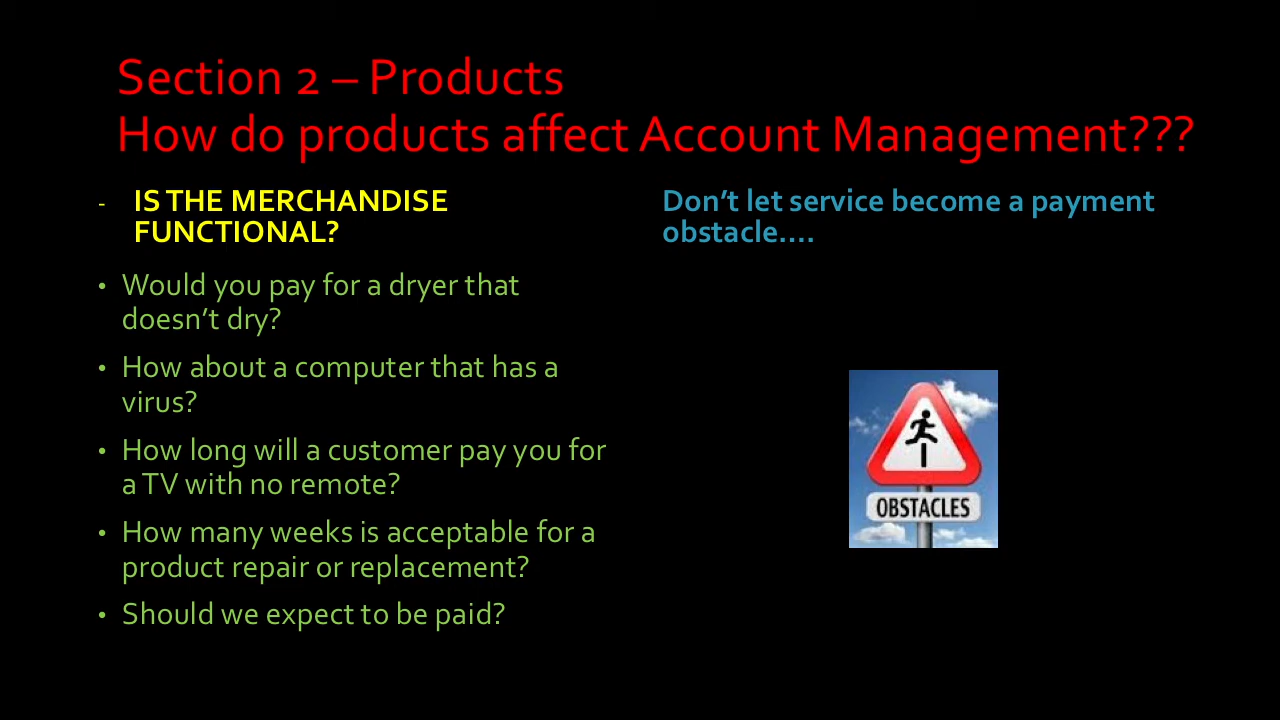 Section 2 – Products
How do products affect Account Management???
- IS THE MERCHANDISE
FUNCTIONAL?
• Would you pay for a dryer that
doesn’t dry?
• How about a computer that has a
virus?
• How long will a customer pay you for
a TV with no remote?
• How many weeks is acceptable for a
product repair or replacement?
• Should we expect to be paid?
Don’t let service become a payment
obstacle….
OBSTACLES